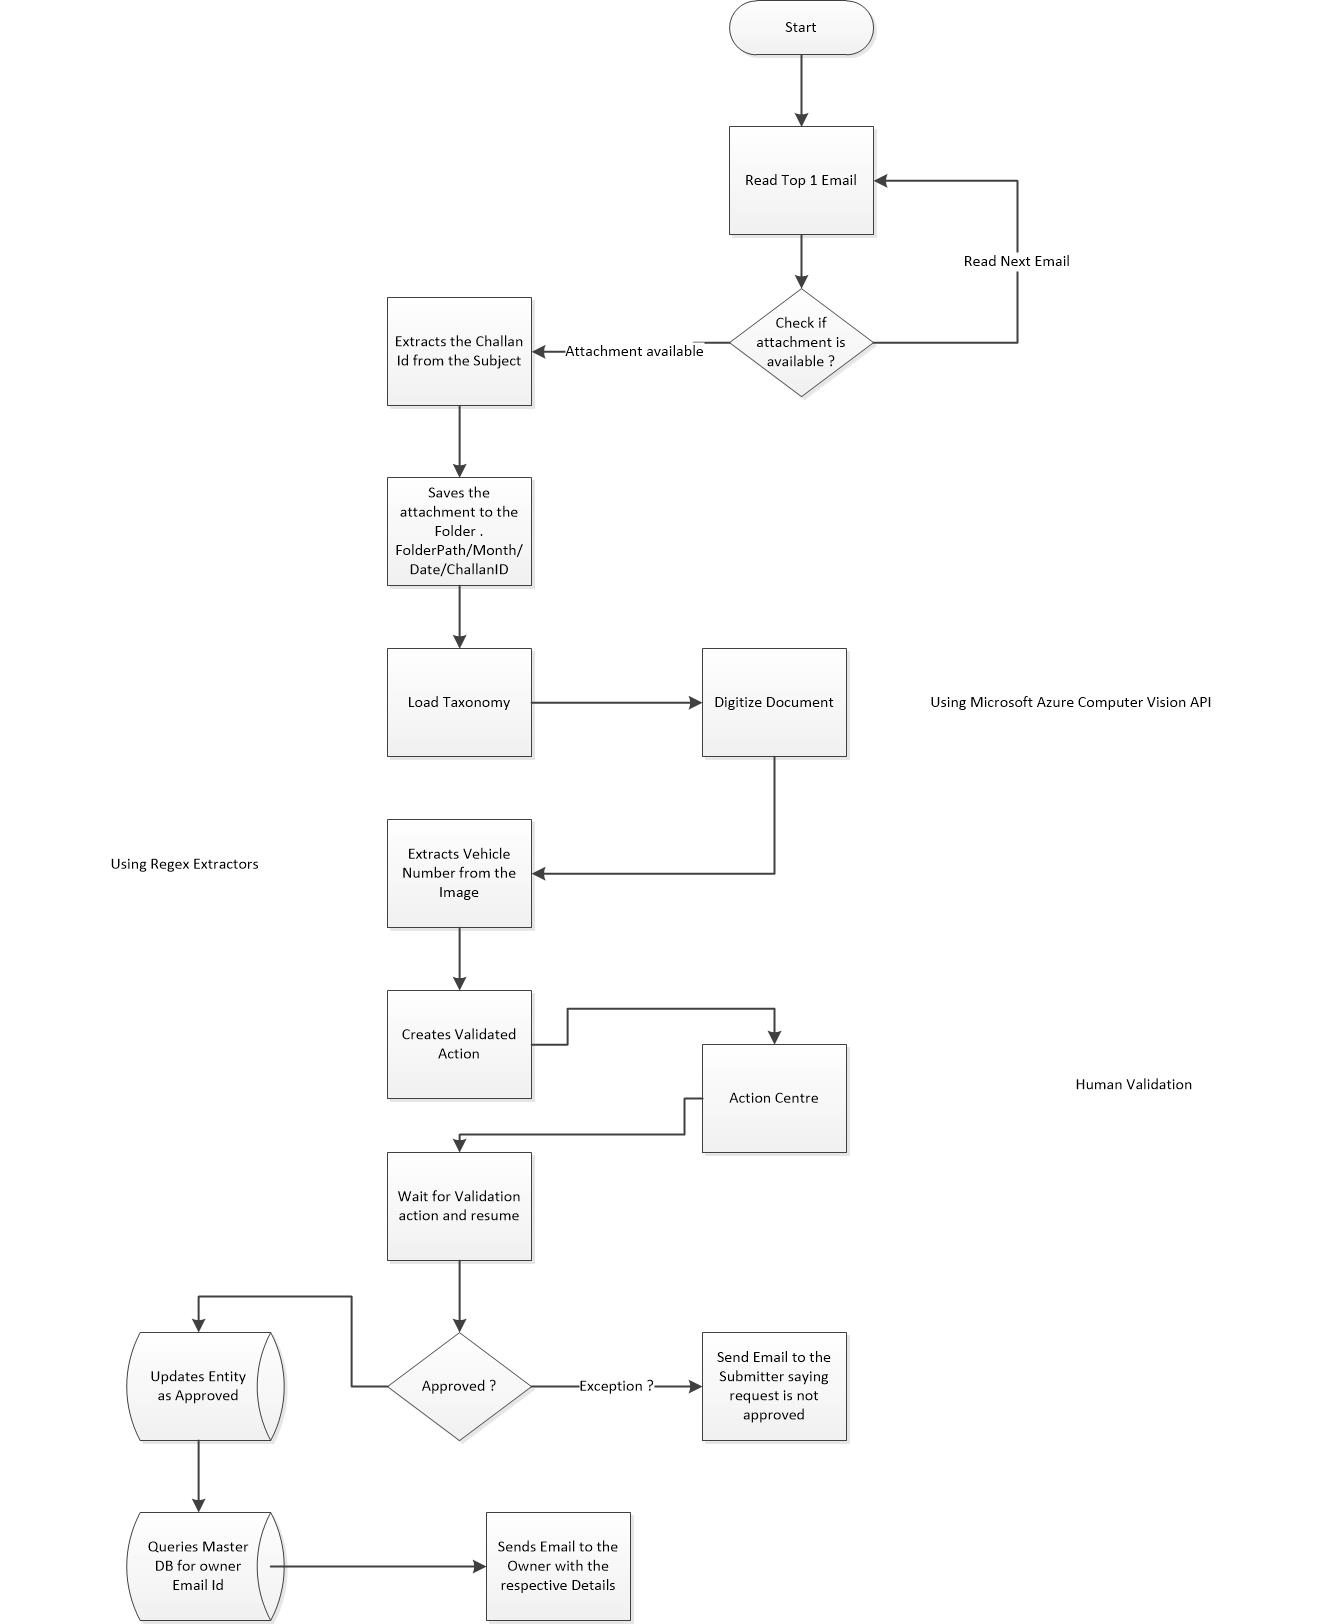 Start
Read Top 1 Email
Read Next Email
Check if
attachment is
available ?
Attachment available
Extracts the Challan
Id from the Subject
Saves the
attachment to the
Folder .
FolderPath/Month/
Date/ChallanID
Load Taxonomy
Digitize Document
Using Microsoft Azure Computer Vision API
Extracts Vehicle
Number from the
Image
Using Regex Extractors
Creates Validated
Action
Action Centre
Human Validation
Wait for Validation
action and resume
Approved ?
Exception ?
Send Email to the
Submitter saying
request is not
approved
Updates Entity
as Approved
Queries Master
DB for owner
Email Id
Sends Email to the
Owner with the
respective Details